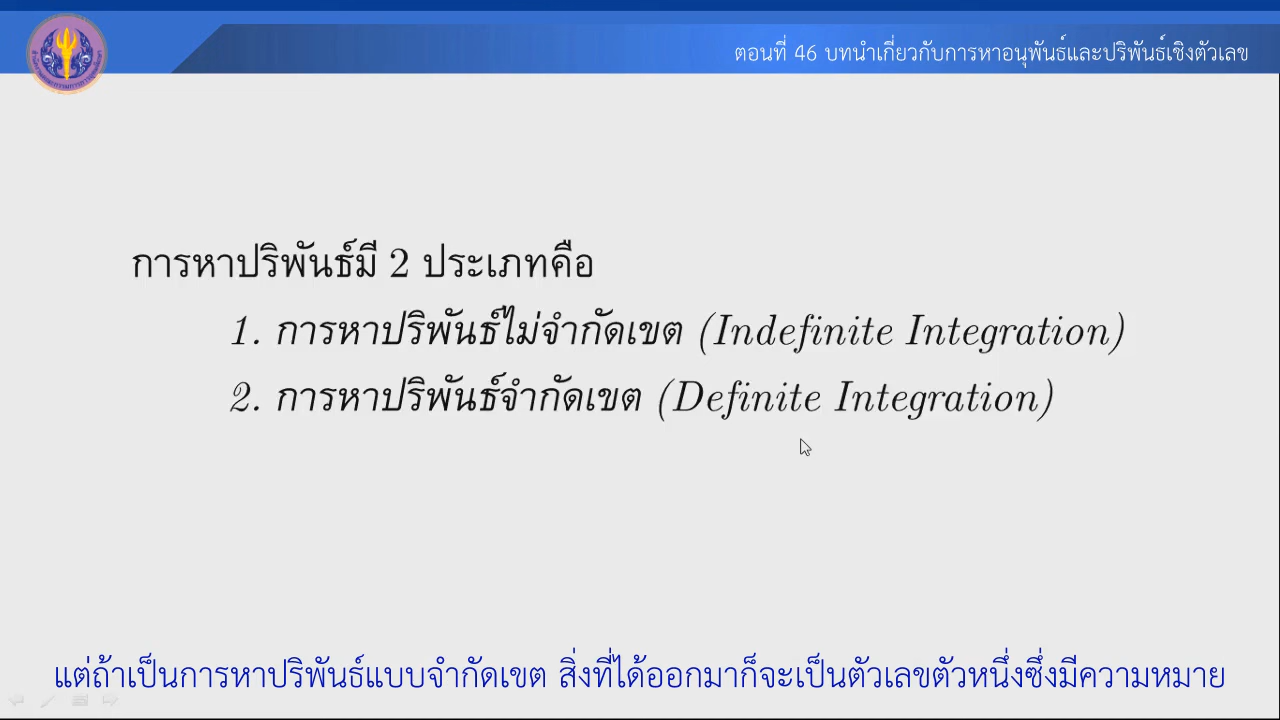 ตอนที่ 46 บทนำเกี่ยวกับการหาอนุพันธ์และปริพันธ์เชิงตัวเลข
การหาปริพันธ์มี 2 ประเภทคือ
1. การหาปริพันธ์ไม่จำกัดเขต (Indefinite Integration)
2. การหาปริพันธ์จำกัดเขต (Definite Integration)
แต่ถ้าเป็นการหาปริพันธ์แบบจำกัดเขต สิ่งที่ได้ออกมาก็จะเป็นตัวเลขตัวหนึ่งซึ่งมีความหมาย